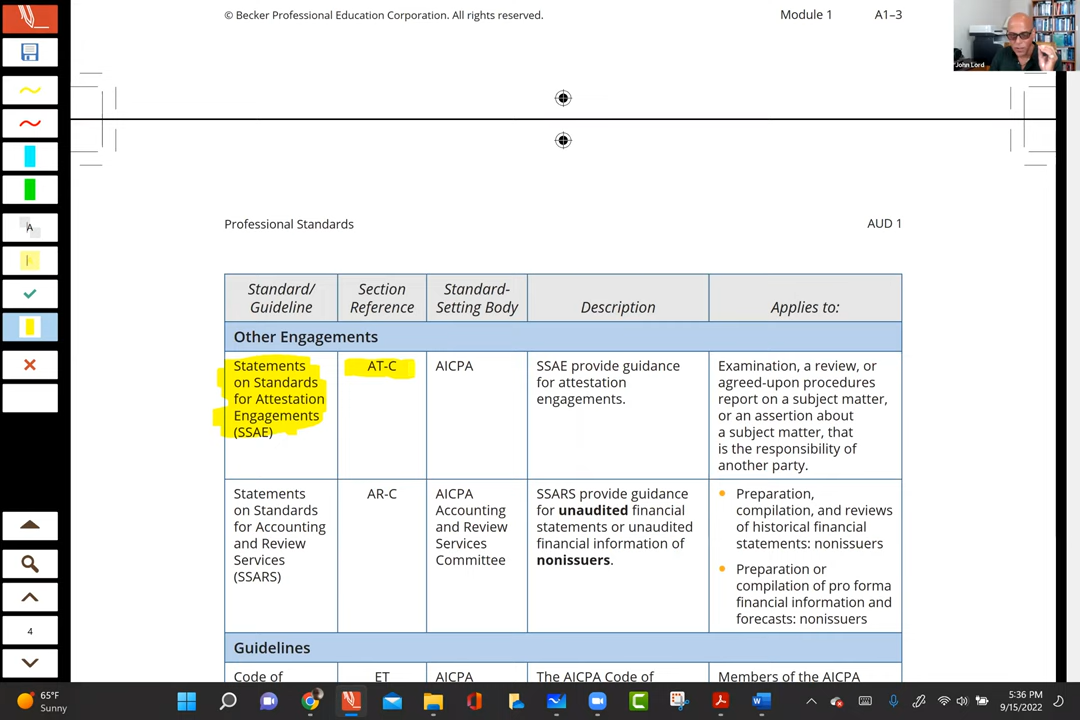 © Becker Professional Education Corporation. All rights reserved.
Module 1
A1–3
John Lord
Professional Standards
AUD 1
Standard/
Guideline
Section
Reference
Standard-
Setting Body
Description
Applies to:
Other Engagements
Statements
on Standards
for Attestation
Engagements
(SSAE)
AT-C
AICPA
SSAE provide guidance
for attestation
engagements.
Examination, a review, or
agreed-upon procedures
report on a subject matter,
or an assertion about
a subject matter, that
is the responsibility of
another party.
Statements
on Standards
for Accounting
and Review
Services
(SSARS)
AR-C
AICPA
Accounting
and Review
Services
Committee
SSARS provide guidance
for unaudited financial
statements or unaudited
financial information of
nonissuers.
Preparation,
compilation, and reviews
of historical financial
statements: nonissuers
Preparation or
compilation of pro forma
financial information and
forecasts: nonissuers
Guidelines
Code of
ET
AICPA
The AICPA Code of
Members of the AICPA
A
4
65°F
Sunny
5:36 PM
9/15/2022